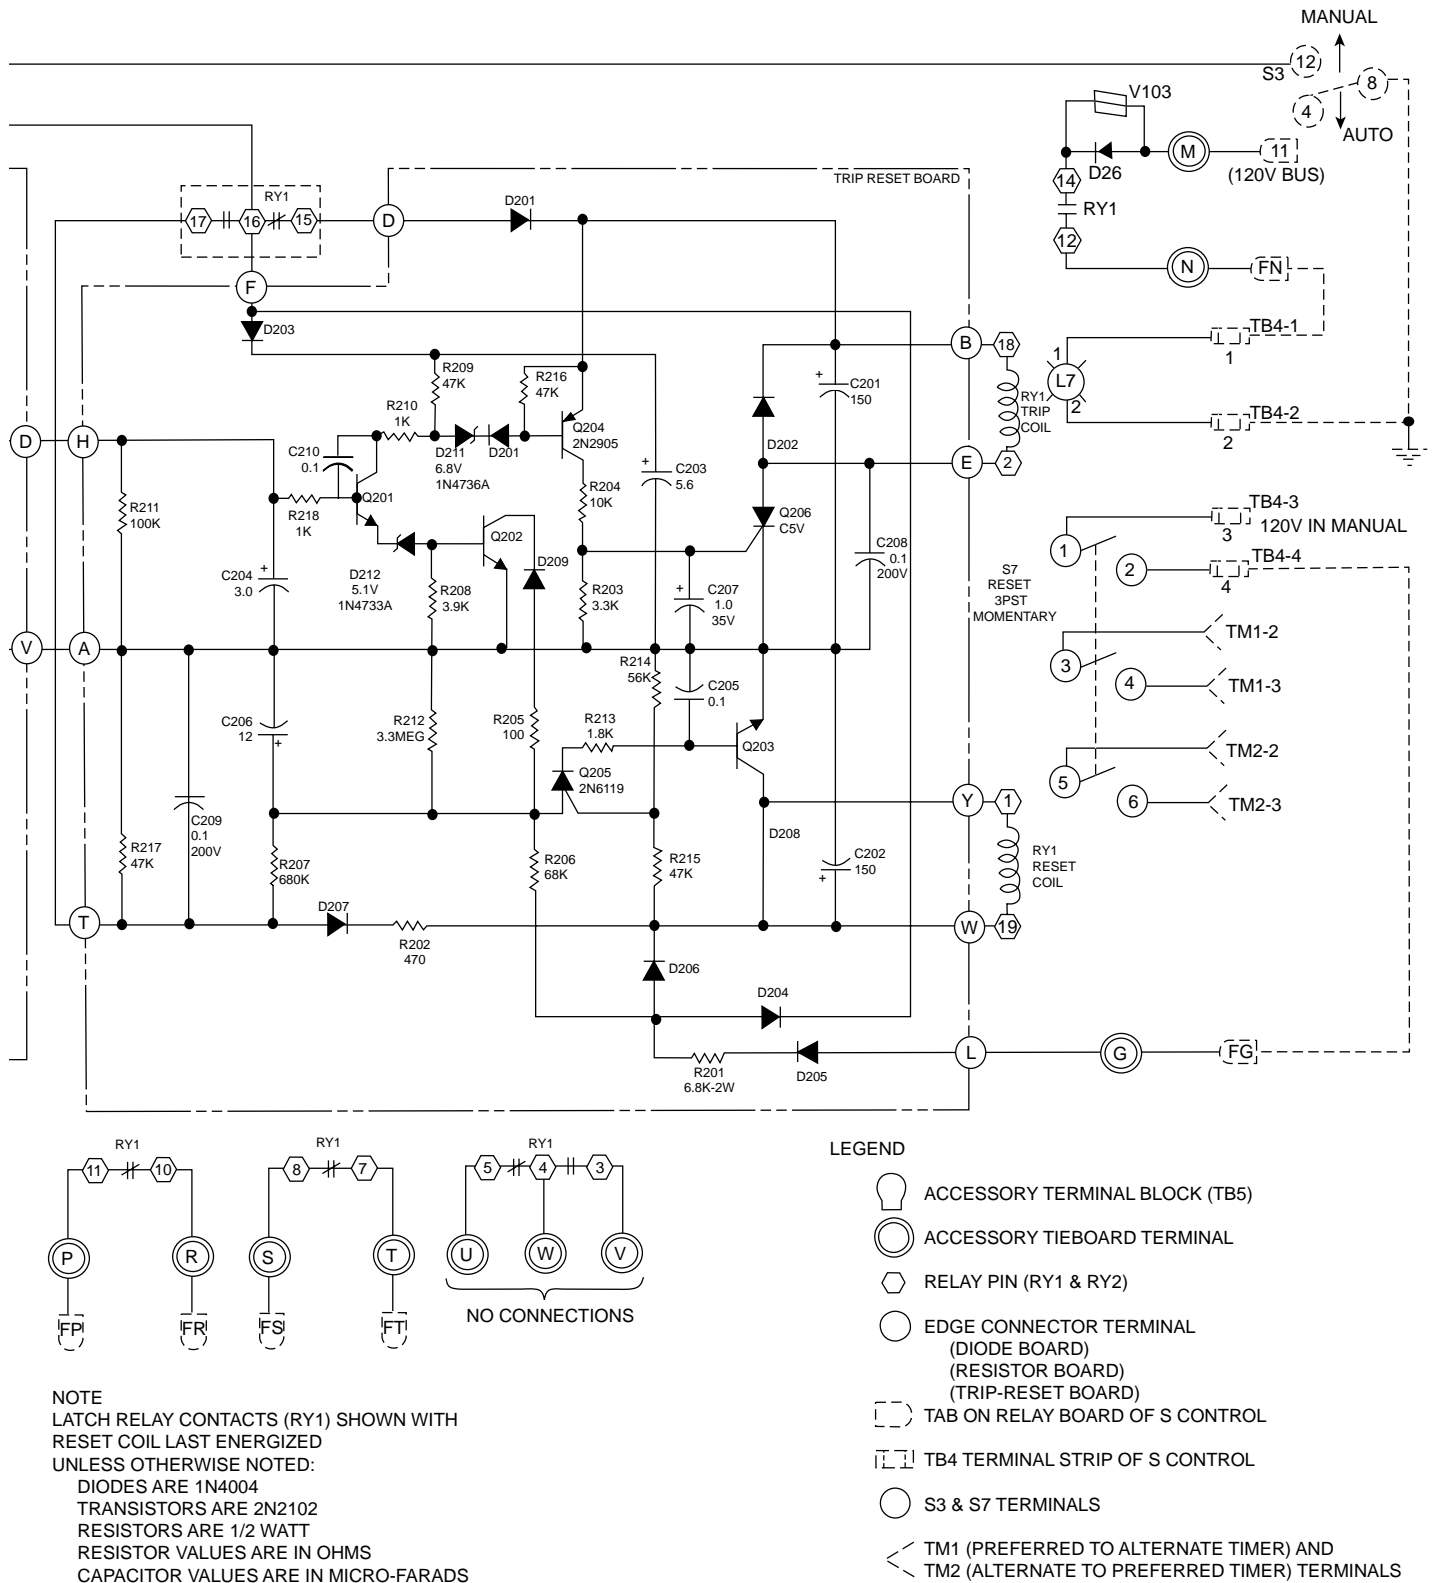 MANUAL
S3
12
8
4
AUTO
V103
D26
M
11
(120V BUS)
14
RY1
12
N
FN
TRIP RESET BOARD
RY1
17
16
15
D
D201
F
D203
TB4-1
1
1
L7
2
TB4-2
2
B
18
RY1
TRIP
COIL
E
2
R209
47K
R216
47K
R210
1K
C201
150
+
Q204
2N2905
D202
D
H
C210
0.1
D211
6.8V
1N4736A
D201
+
C203
5.6
R204
10K
Q201
R211
100K
R218
1K
Q202
Q206
C5V
C208
0.1
200V
TB4-3
3
120V IN MANUAL
1
TB4-4
4
2
S7
RESET
3PST
MOMENTARY
C204
3.0
+
D212
5.1V
1N4733A
R208
3.9K
D209
R203
3.3K
+
C207
1.0
35V
TM1-2
3
4
TM1-3
V
A
R214
56K
C205
0.1
C206
12
+
R212
3.3MEG
R205
100
R213
1.8K
Q203
TM2-2
5
6
TM2-3
Q205
2N6119
Y
1
C209
0.1
200V
D208
R217
47K
R207
680K
R206
68K
R215
47K
C202
150
+
RY1
RESET
COIL
T
D207
R202
470
W
19
D206
D204
R201
6.8K-2W
D205
L
G
FG
RY1
11
10
P
R
FP
FR
RY1
8
7
S
T
FS
FT
RY1
5
4
3
U
W
V
NO CONNECTIONS
LEGEND
ACCESSORY TERMINAL BLOCK (TB5)
ACCESSORY TIEBOARD TERMINAL
RELAY PIN (RY1 & RY2)
EDGE CONNECTOR TERMINAL
(DIODE BOARD)
(RESISTOR BOARD)
(TRIP-RESET BOARD)
TAB ON RELAY BOARD OF S CONTROL
TB4 TERMINAL STRIP OF S CONTROL
S3 & S7 TERMINALS
TM1 (PREFERRED TO ALTERNATE TIMER) AND
TM2 (ALTERNATE TO PREFERRED TIMER) TERMINALS
NOTE
LATCH RELAY CONTACTS (RY1) SHOWN WITH
RESET COIL LAST ENERGIZED
UNLESS OTHERWISE NOTED:
DIODES ARE 1N4004
TRANSISTORS ARE 2N2102
RESISTORS ARE 1/2 WATT
RESISTOR VALUES ARE IN OHMS
CAPACITOR VALUES ARE IN MICRO-FARADS